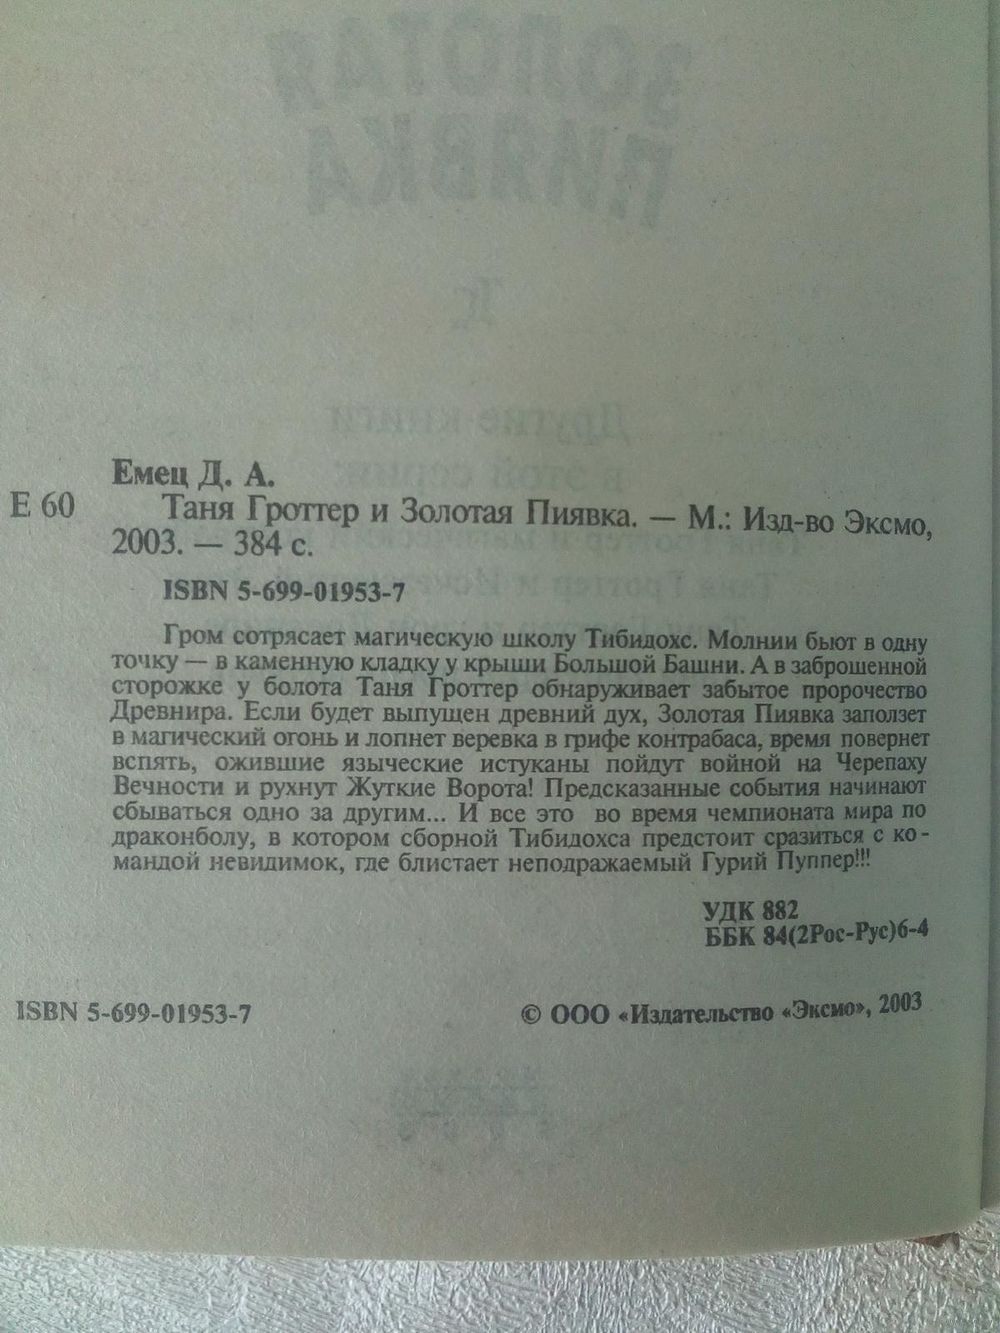 Емец Д. А.
Е 60 Таня Гроттер и Золотая Пиявка. — М.: Изд-во Эксмо,
2003. — 384 с.
ISBN 5-699-01953-7
Гром сотрясает магическую школу Тибидохс. Молнии бьют в одну
точку — в каменную кладку у крыши Большой Башни. А в заброшенной
сторожке у болота Таня Гроттер обнаруживает забытое пророчество
Древнира. Если будет выпущен древний дух, Золотая Пиявка заползет
в магический огонь и лопнет веревка в грифе контрабаса, время повернет
вспять, ожившие языческие истуканы пойдут войной на Черепаху
Вечности и рухнут Жуткие Ворота! Предсказанные события начинают
сбываться одно за другим... И все это во время чемпионата мира по
драконболу, в котором сборной Тибидохса предстоит сразиться с ко-
мандой невидимок, где блистает неподражаемый Гурий Пуппер!!!
УДК 882
ББК 84(2Рос-Рус)6-4
ISBN 5-699-01953-7 © ООО «Издательство «Эксмо», 2003